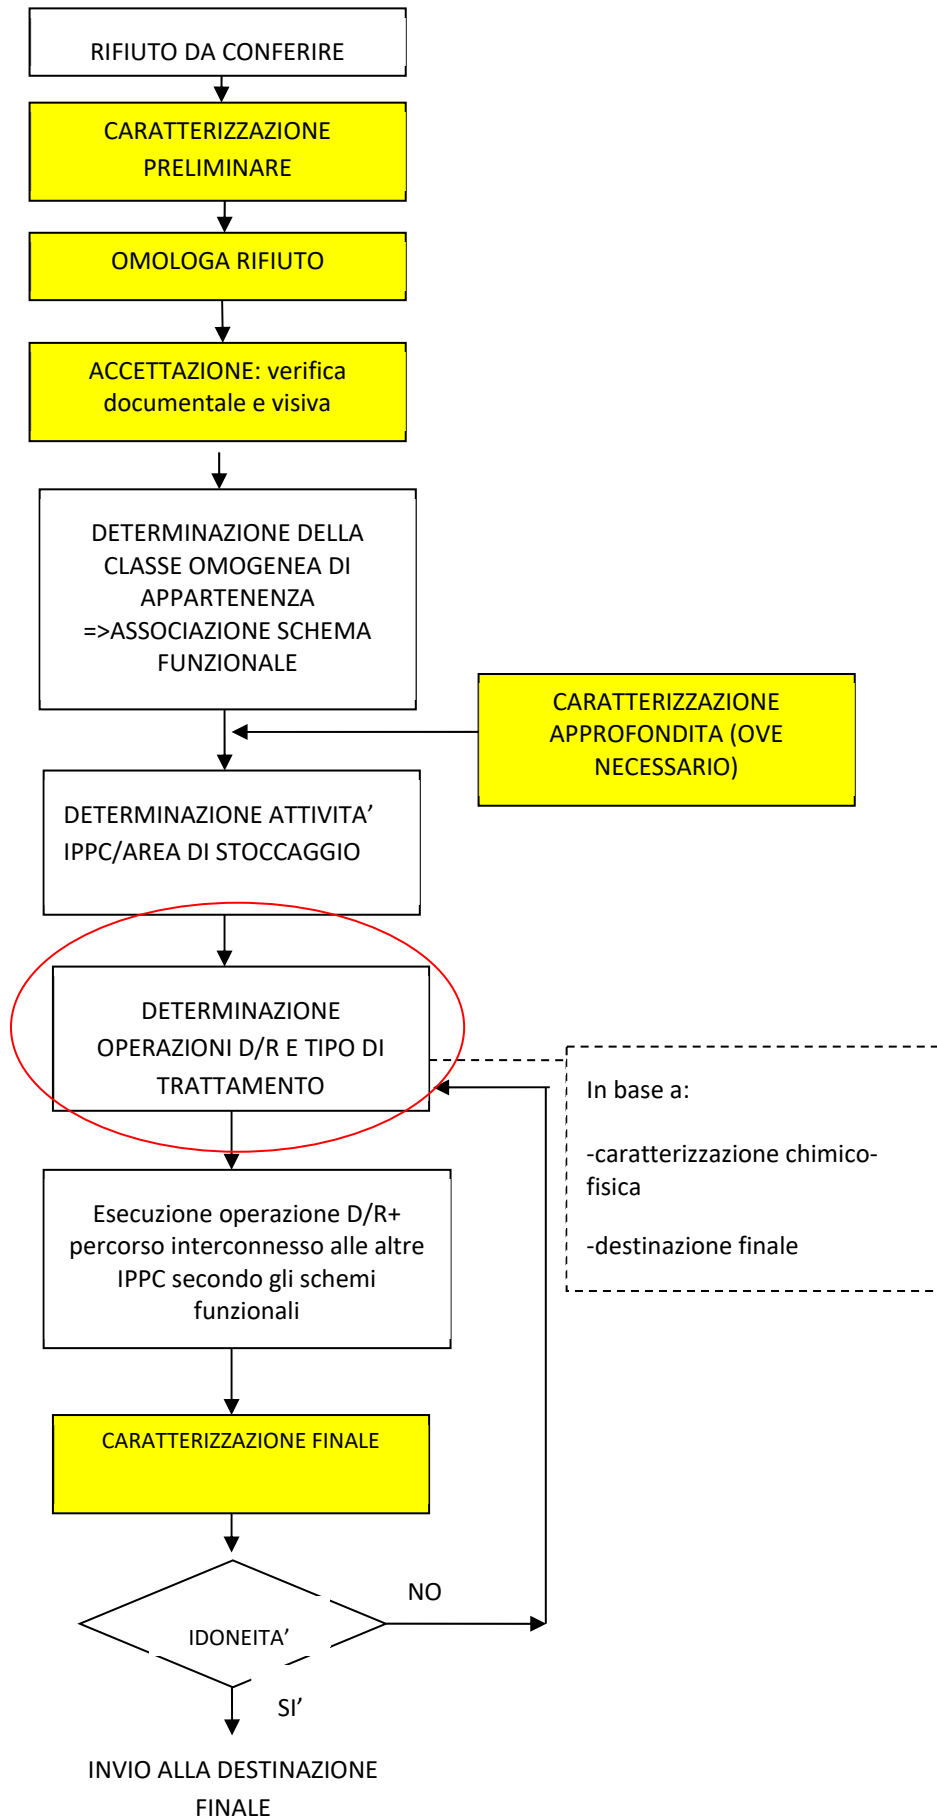 RIFIUTO DA CONFERIRE
CARATTERIZZAZIONE
PRELIMINARE
OMOLOGA RIFIUTO
ACCETTAZIONE: verifica
documentale e visiva
DETERMINAZIONE DELLA
CLASSE OMOGENEA DI
APPARTENENZA
=>ASSOCIAZIONE SCHEMA
FUNZIONALE
CARATTERIZZAZIONE
APPROFONDITA (OVE
NECESSARIO)
DETERMINAZIONE ATTIVITA’
IPPC/AREA DI STOCCAGGIO
DETERMINAZIONE
OPERAZIONI D/R E TIPO DI
TRATTAMENTO
In base a:
-caratterizzazione chimico-
fisica
-destinazione finale
Esecuzione operazione D/R+
percorso interconnesso alle altre
IPPC secondo gli schemi
funzionali
CARATTERIZZAZIONE FINALE
NO
IDONEITA’
SI’
INVIO ALLA DESTINAZIONE
FINALE